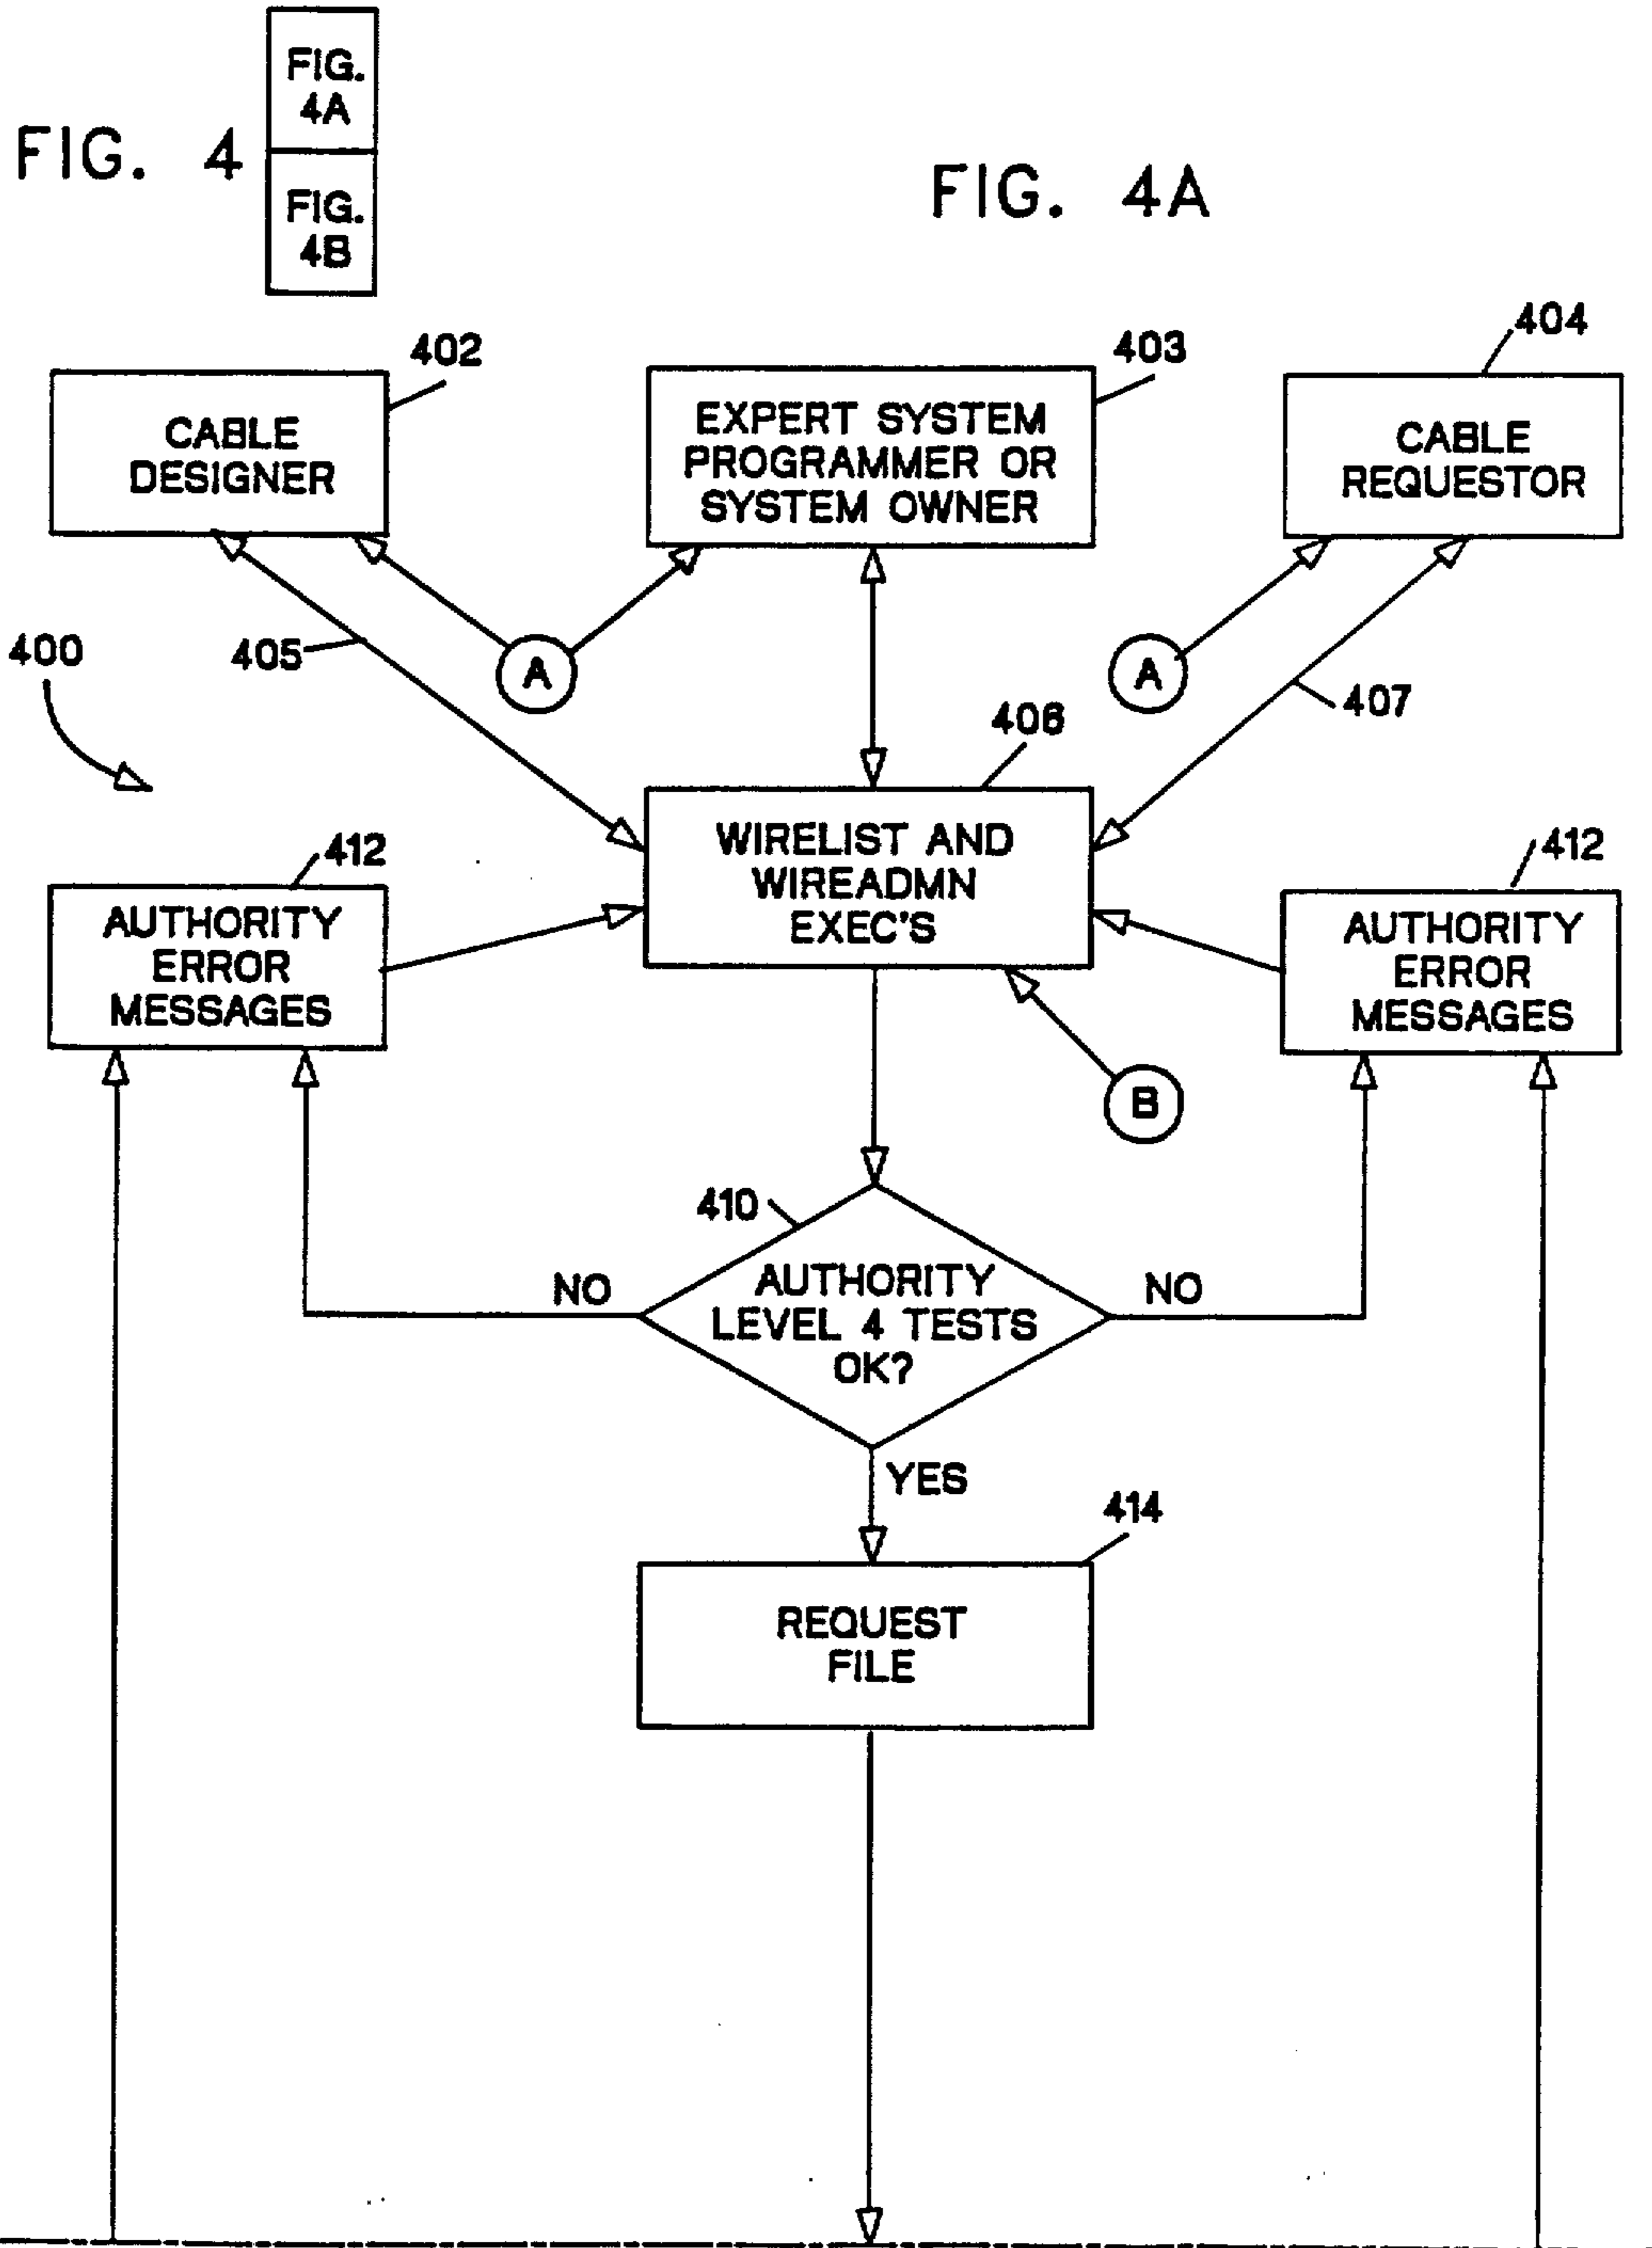 FIG.
4A
FIG. 4
FIG.
4B
FIG. 4A
402
403
404
CABLE
DESIGNER
EXPERT SYSTEM
PROGRAMMER OR
SYSTEM OWNER
CABLE
REQUESTOR
400
405
A
A
407
406
WIRELIST AND
WIREADMN
EXEC'S
412
AUTHORITY
ERROR
MESSAGES
412
AUTHORITY
ERROR
MESSAGES
B
410
NO
AUTHORITY
LEVEL 4 TESTS
OK?
NO
YES
414
REQUEST
FILE